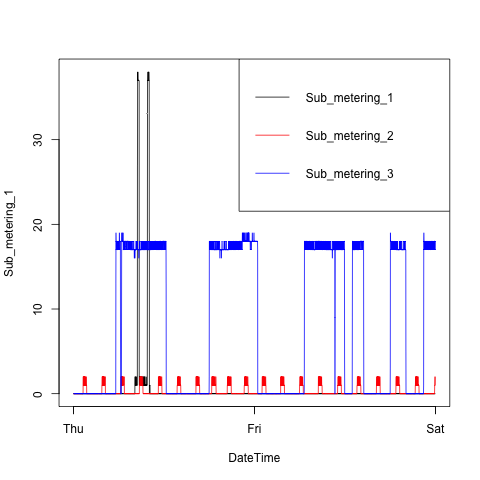 Sub_metering_1
Sub_metering_2
Sub_metering_3
Sub_metering_1
30
20
10
0
Thu Fri Sat
DateTime